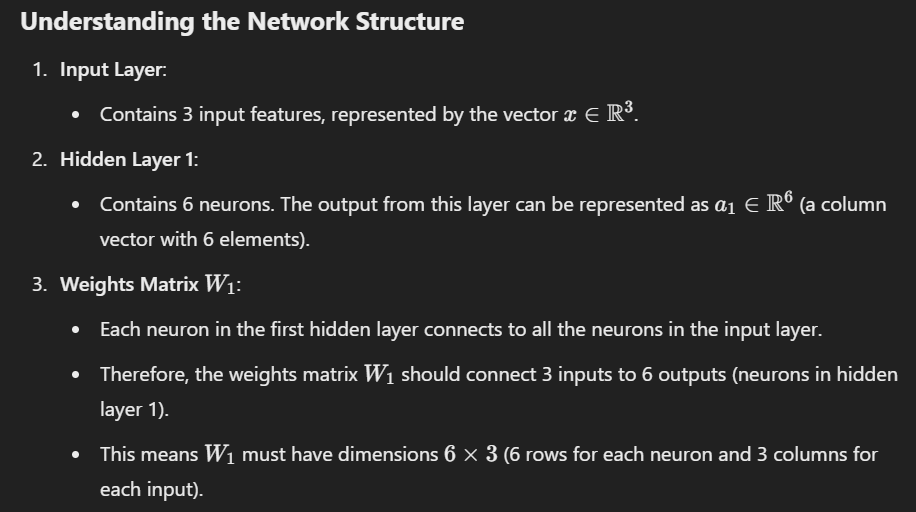 Understanding the Network Structure
1. Input Layer:
• Contains 3 input features, represented by the vector x ∈ ℝ³.
2. Hidden Layer 1:
• Contains 6 neurons. The output from this layer can be represented as a₁ ∈ ℝ⁶ (a column
vector with 6 elements).
3. Weights Matrix W₁:
• Each neuron in the first hidden layer connects to all the neurons in the input layer.
• Therefore, the weights matrix W₁ should connect 3 inputs to 6 outputs (neurons in hidden
layer 1).
• This means W₁ must have dimensions 6 × 3 (6 rows for each neuron and 3 columns for
each input).